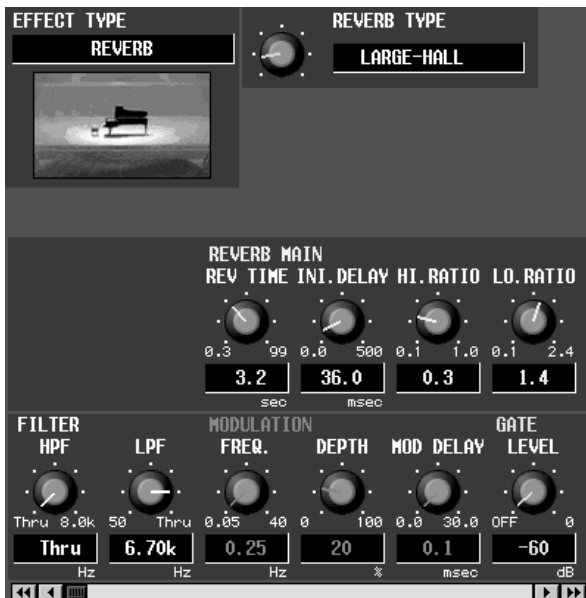 EFFECT TYPE
REVERB
REVERB TYPE
LARGE-HALL
REVERB MAIN
REV TIME INI.DELAY HI.RATIO LO.RATIO
0.3 99 0.0 500 0.1 1.0 0.1 2.4
3.2 36.0 0.3 1.4
sec msec
FILTER MODULATION GATE
HPF LPF FREQ. DEPTH MOD DELAY LEVEL
Thru 8.0k 50 Thru 0.05 40 0 100 0.0 30.0 OFF 0
Thru 6.70k 0.25 20 0.1 -60
Hz Hz Hz % msec dB